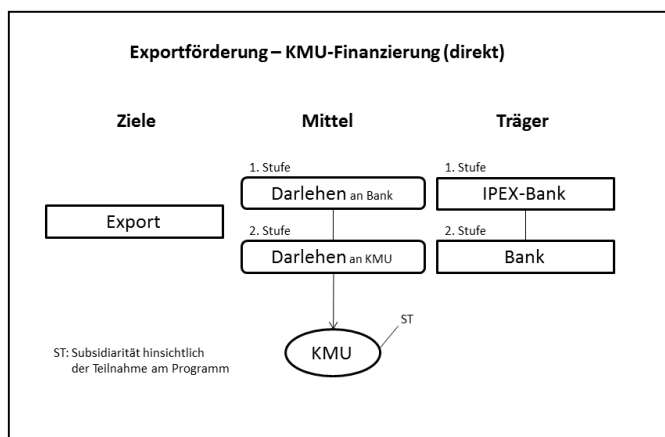 Exportförderung – KMU-Finanzierung (direkt)
Ziele
Mittel
Träger
1. Stufe
1. Stufe
Darlehen an Bank
IPEX-Bank
Export
2. Stufe
2. Stufe
Darlehen an KMU
Bank
ST
KMU
ST: Subsidiarität hinsichtlich
der Teilnahme am Programm